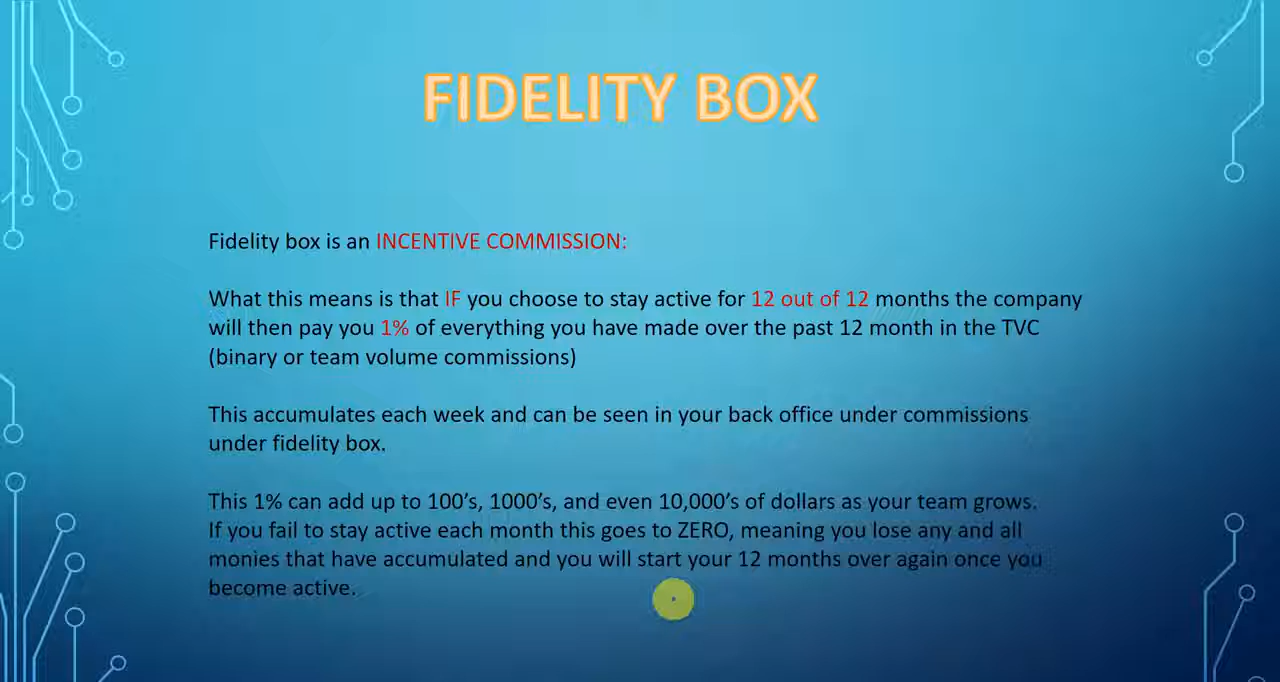 FIDELITY BOX
Fidelity box is an INCENTIVE COMMISSION:
What this means is that IF you choose to stay active for 12 out of 12 months the company
will then pay you 1% of everything you have made over the past 12 month in the TVC
(binary or team volume commissions)
This accumulates each week and can be seen in your back office under commissions
under fidelity box.
This 1% can add up to 100’s, 1000’s, and even 10,000’s of dollars as your team grows.
If you fail to stay active each month this goes to ZERO, meaning you lose any and all
monies that have accumulated and you will start your 12 months over again once you
become active.